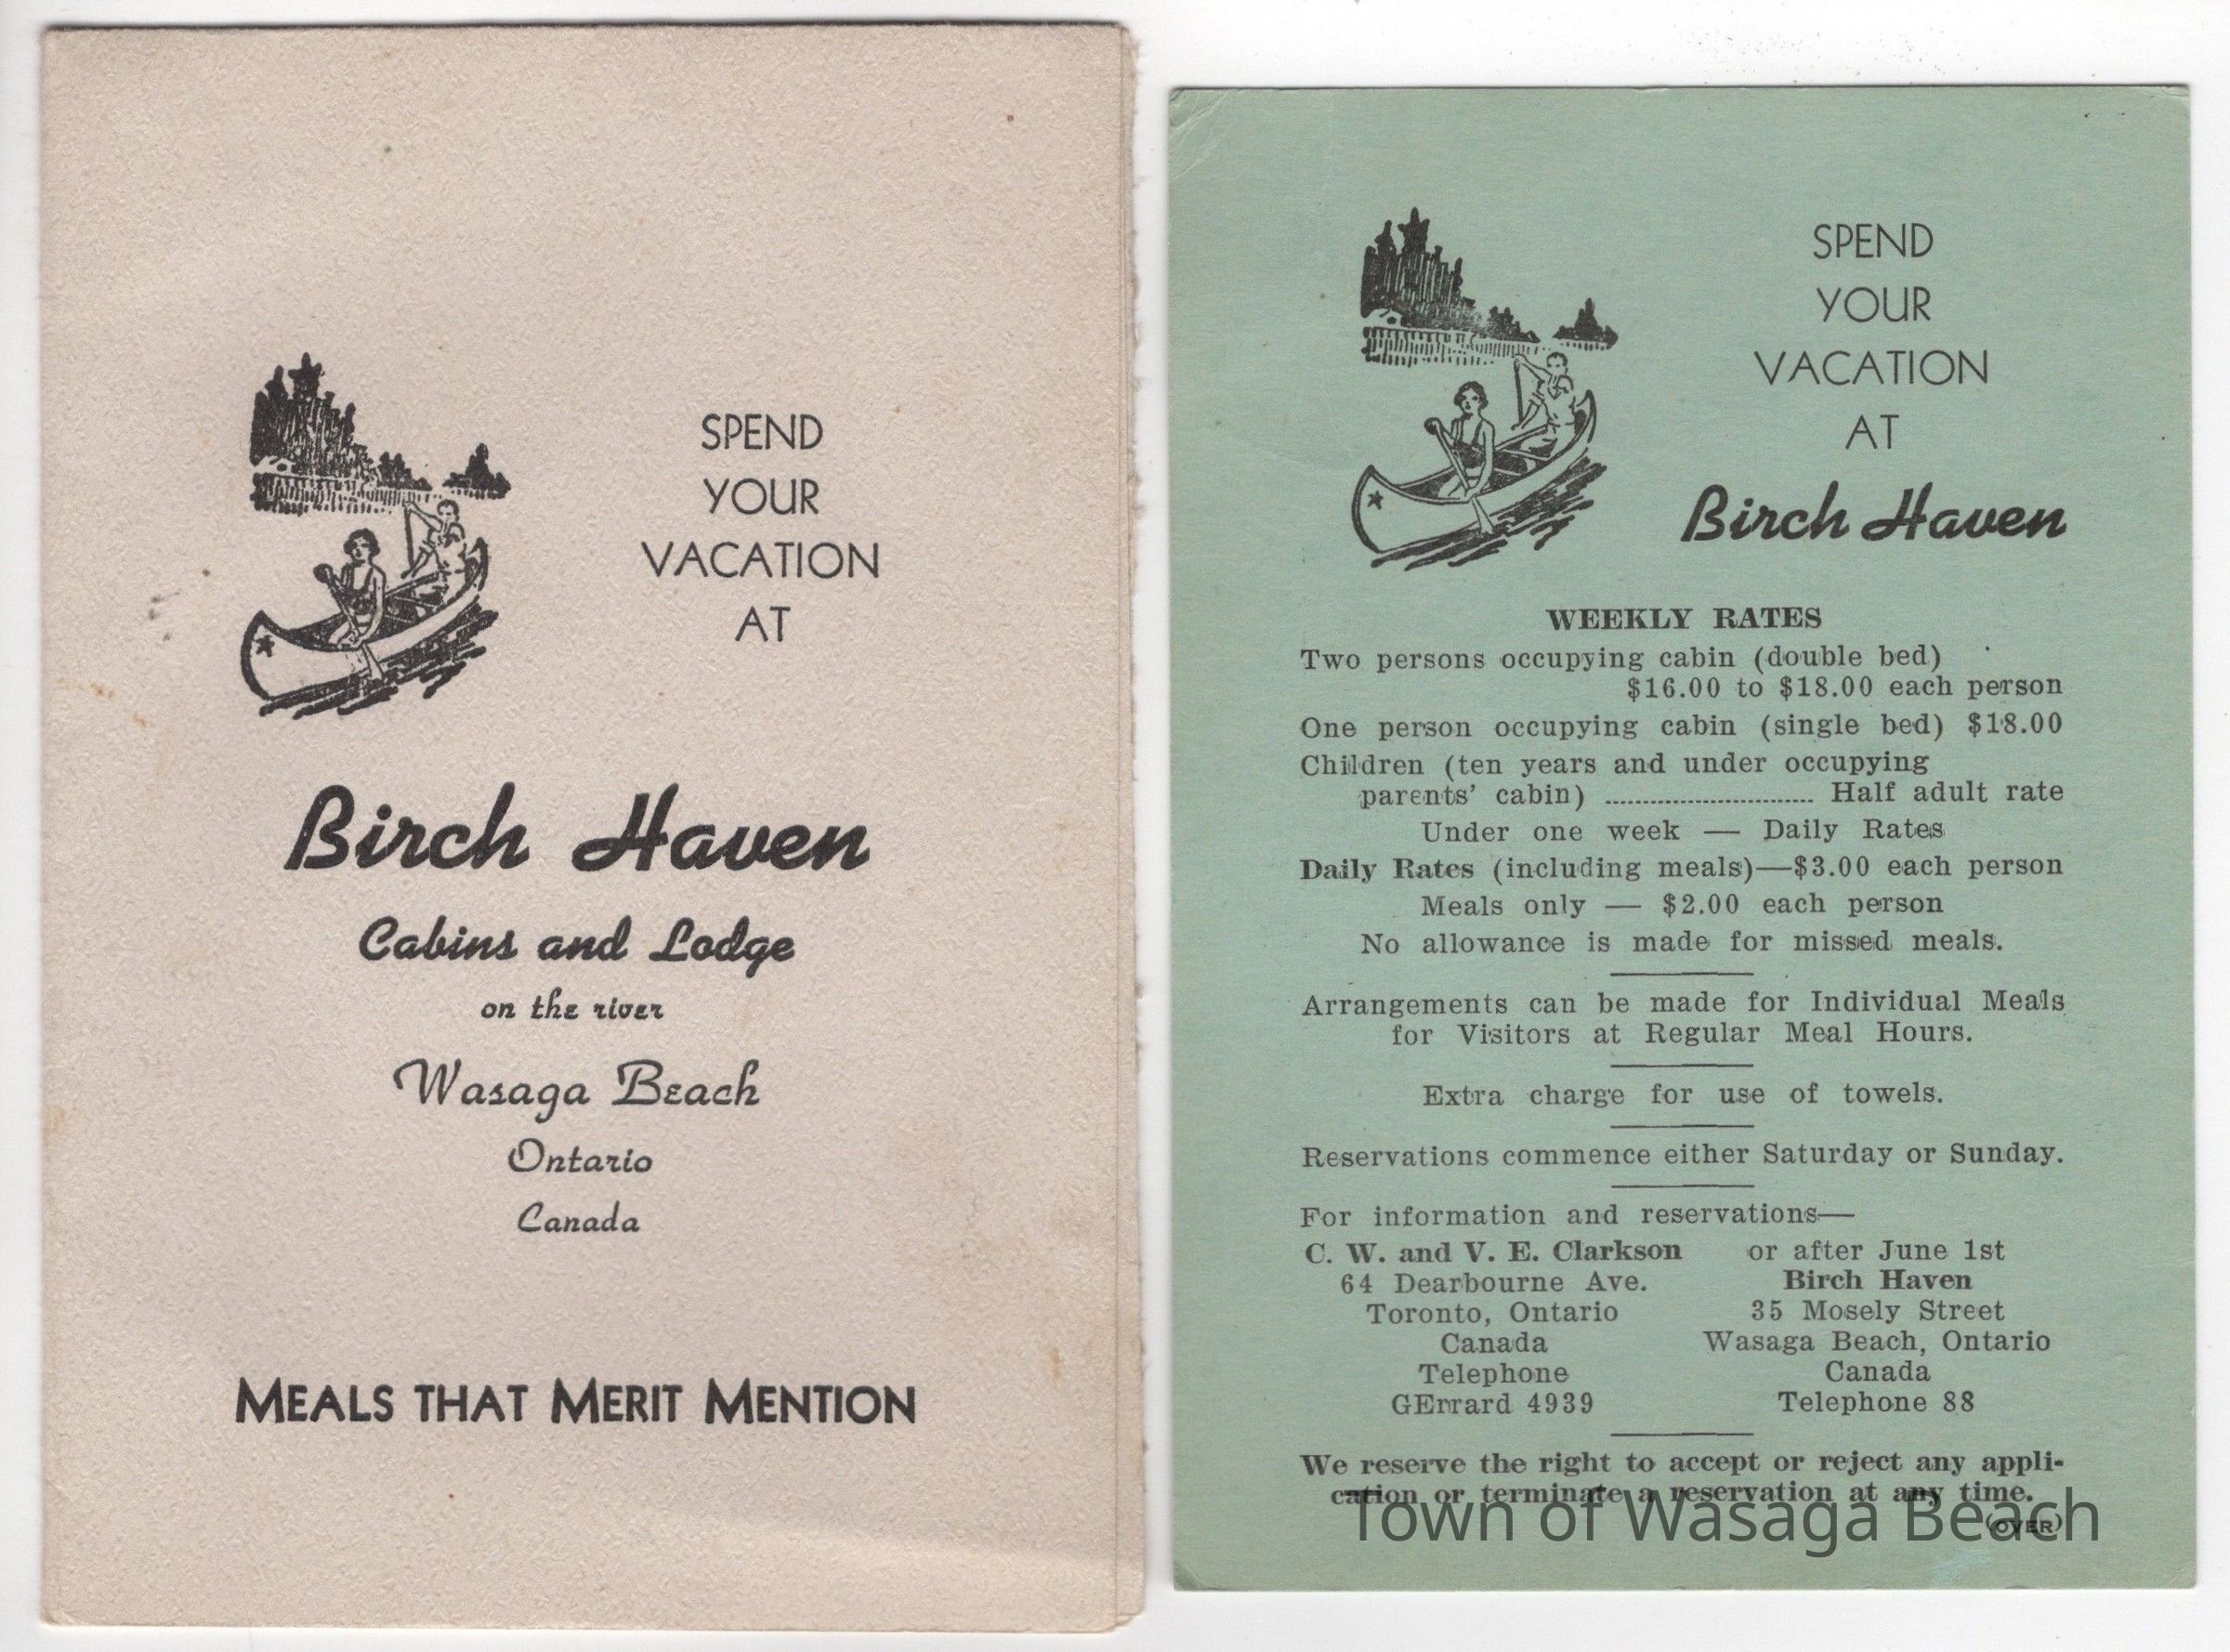 SPEND
YOUR
VACATION
AT
Birch Haven
Cabins and Lodge
on the river
Wasaga Beach
Ontario
Canada
MEALS THAT MERIT MENTION
SPEND
YOUR
VACATION
AT
Birch Haven
WEEKLY RATES
Two persons occupying cabin (double bed)
$16.00 to $18.00 each person
One person occupying cabin (single bed) $18.00
Children (ten years and under occupying
parents' cabin) ............................ Half adult rate
Under one week — Daily Rates
Daily Rates (including meals)—$3.00 each person
Meals only — $2.00 each person
No allowance is made for missed meals.
Arrangements can be made for Individual Meals
for Visitors at Regular Meal Hours.
Extra charge for use of towels.
Reservations commence either Saturday or Sunday.
For information and reservations—
C. W. and V. E. Clarkson
64 Dearbourne Ave.
Toronto, Ontario
Canada
Telephone
GErrard 4939
or after June 1st
Birch Haven
35 Mosely Street
Wasaga Beach, Ontario
Canada
Telephone 88
We reserve the right to accept or reject any appli-
cation or terminate a reservation at any time.
(OVER)
Town of Wasaga Beach